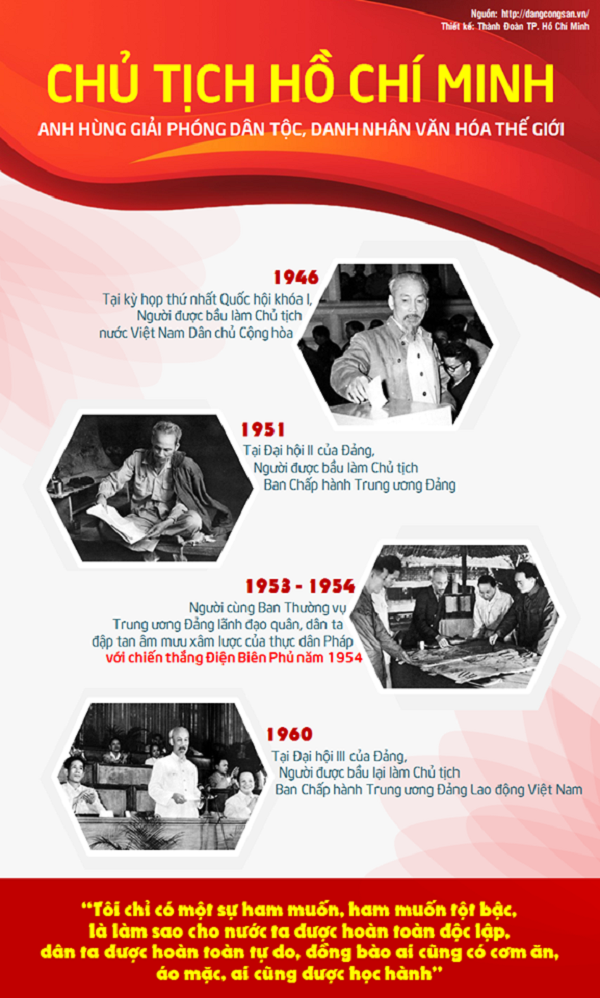 Nguồn: http://dangcongsan.vn/
Thiết kế: Thành Đoàn TP. Hồ Chí Minh
CHỦ TỊCH HỒ CHÍ MINH
ANH HÙNG GIẢI PHÓNG DÂN TỘC, DANH NHÂN VĂN HÓA THẾ GIỚI
1946
Tại kỳ họp thứ nhất Quốc hội khóa I,
Người được bầu làm Chủ tịch
nước Việt Nam Dân chủ Cộng hòa
1951
Tại Đại hội II của Đảng,
Người được bầu làm Chủ tịch
Ban Chấp hành Trung ương Đảng
1953 - 1954
Người cùng Ban Thường vụ
Trung ương Đảng lãnh đạo quân, dân ta
đập tan âm mưu xâm lược của thực dân Pháp
với chiến thắng Điện Biên Phủ năm 1954
1960
Tại Đại hội III của Đảng,
Người được bầu lại làm Chủ tịch
Ban Chấp hành Trung ương Đảng Lao động Việt Nam
“Tôi chỉ có một sự ham muốn, ham muốn tột bậc,
là làm sao cho nước ta được hoàn toàn độc lập,
dân ta được hoàn toàn tự do, đồng bào ai cũng có cơm ăn,
áo mặc, ai cũng được học hành”